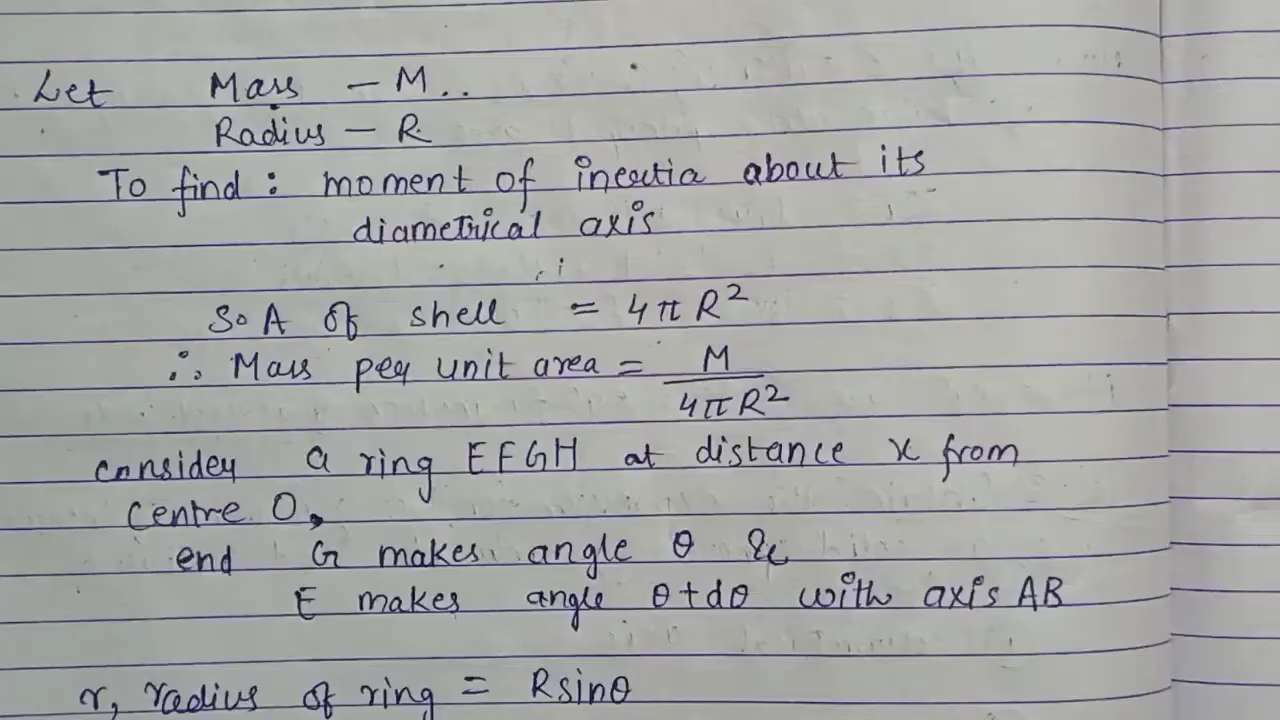 Let Mass - M..
Radius - R
To find : moment of inertia about its
diametrical axis
SoA of shell = 4πR²
∴ Mass per unit area = M / 4πR²
consider a ring EFGH at distance x from
centre O,
end G makes angle θ &
E makes angle θ+dθ with axis AB
r, radius of ring = Rsinθ